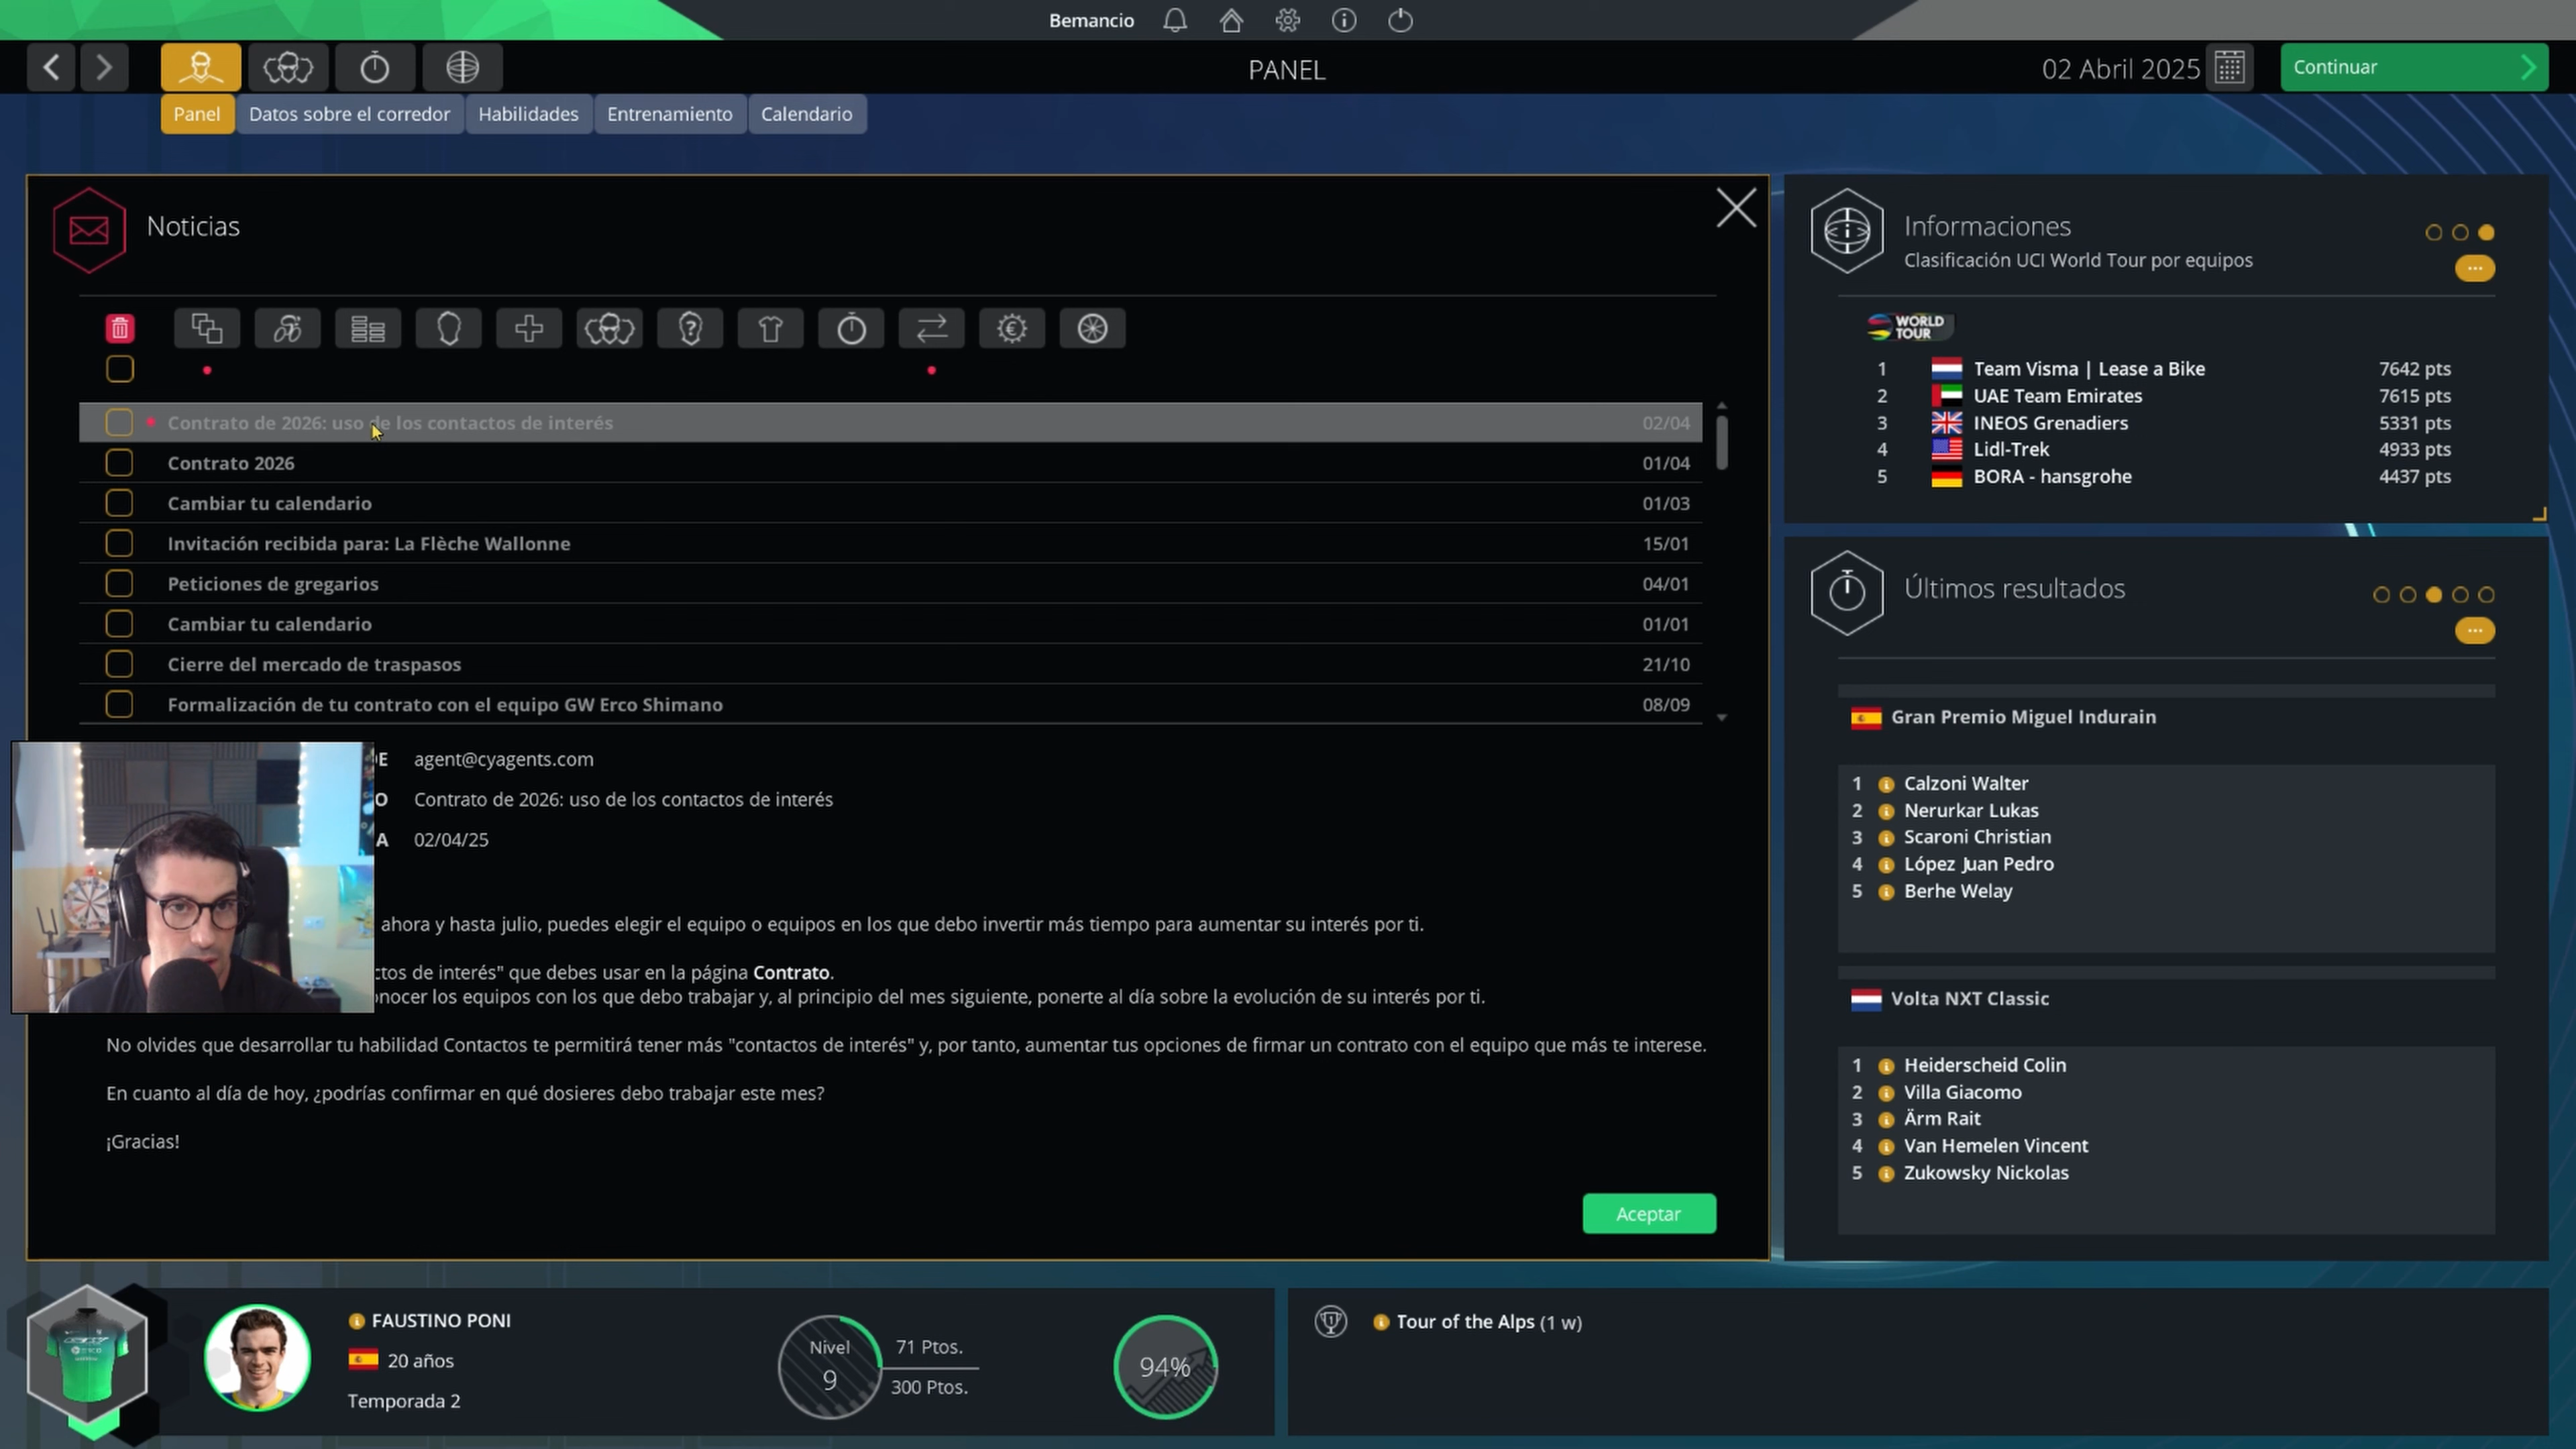 Bemancio
PANEL
02 Abril 2025
Continuar
Panel
Datos sobre el corredor
Habilidades
Entrenamiento
Calendario
Noticias
Contrato de 2026: uso de los contactos de interés 02/04
Contrato 2026 01/04
Cambiar tu calendario 01/03
Invitación recibida para: La Flèche Wallonne 15/01
Peticiones de gregarios 04/01
Cambiar tu calendario 01/01
Cierre del mercado de traspasos 21/10
Formalización de tu contrato con el equipo GW Erco Shimano 08/09
E agent@cyagents.com
O Contrato de 2026: uso de los contactos de interés
A 02/04/25
ahora y hasta julio, puedes elegir el equipo o equipos en los que debo invertir más tiempo para aumentar su interés por ti.
ctos de interés" que debes usar en la página Contrato.
nocer los equipos con los que debo trabajar y, al principio del mes siguiente, ponerte al día sobre la evolución de su interés por ti.
No olvides que desarrollar tu habilidad Contactos te permitirá tener más "contactos de interés" y, por tanto, aumentar tus opciones de firmar un contrato con el equipo que más te interese.
En cuanto al día de hoy, ¿podrías confirmar en qué dosieres debo trabajar este mes?
¡Gracias!
Aceptar
Informaciones
Clasificación UCI World Tour por equipos
WORLD
TOUR
1 Team Visma | Lease a Bike 7642 pts
2 UAE Team Emirates 7615 pts
3 INEOS Grenadiers 5331 pts
4 Lidl-Trek 4933 pts
5 BORA - hansgrohe 4437 pts
Últimos resultados
Gran Premio Miguel Indurain
1 Calzoni Walter
2 Nerurkar Lukas
3 Scaroni Christian
4 López Juan Pedro
5 Berhe Welay
Volta NXT Classic
1 Heiderscheid Colin
2 Villa Giacomo
3 Ärm Rait
4 Van Hemelen Vincent
5 Zukowsky Nickolas
FAUSTINO PONI
20 años
Temporada 2
Nivel
9
71 Ptos.
300 Ptos.
94%
Tour of the Alps (1 w)